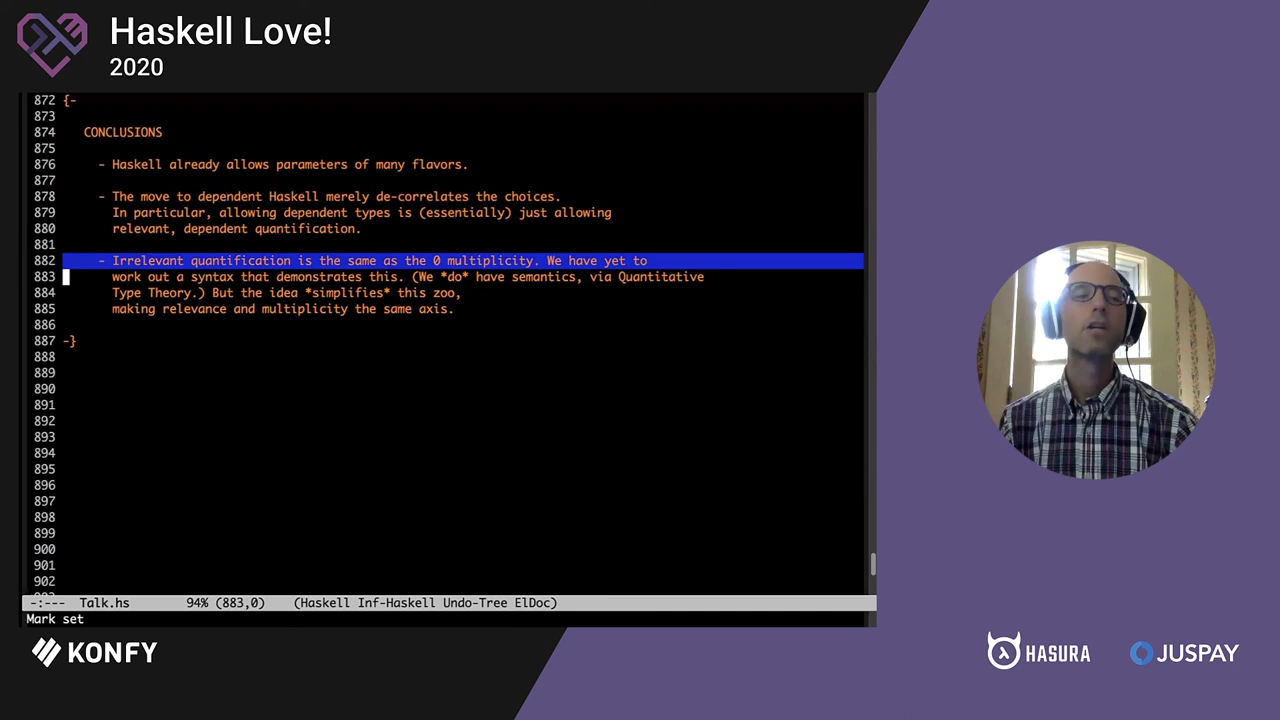 Haskell Love!
2020
872 {-
873
874 CONCLUSIONS
875
876 - Haskell already allows parameters of many flavors.
877
878 - The move to dependent Haskell merely de-correlates the choices.
879 In particular, allowing dependent types is (essentially) just allowing
880 relevant, dependent quantification.
881
882 - Irrelevant quantification is the same as the 0 multiplicity. We have yet to
883 work out a syntax that demonstrates this. (We *do* have semantics, via Quantitative
884 Type Theory.) But the idea *simplifies* this zoo,
885 making relevance and multiplicity the same axis.
886
887 -}
888
889
890
891
892
893
894
895
896
897
898
899
900
901
902
-:--- Talk.hs 94% (883,0) (Haskell Inf-Haskell Undo-Tree ElDoc)
Mark set
KONFY
HASURA
JUSPAY